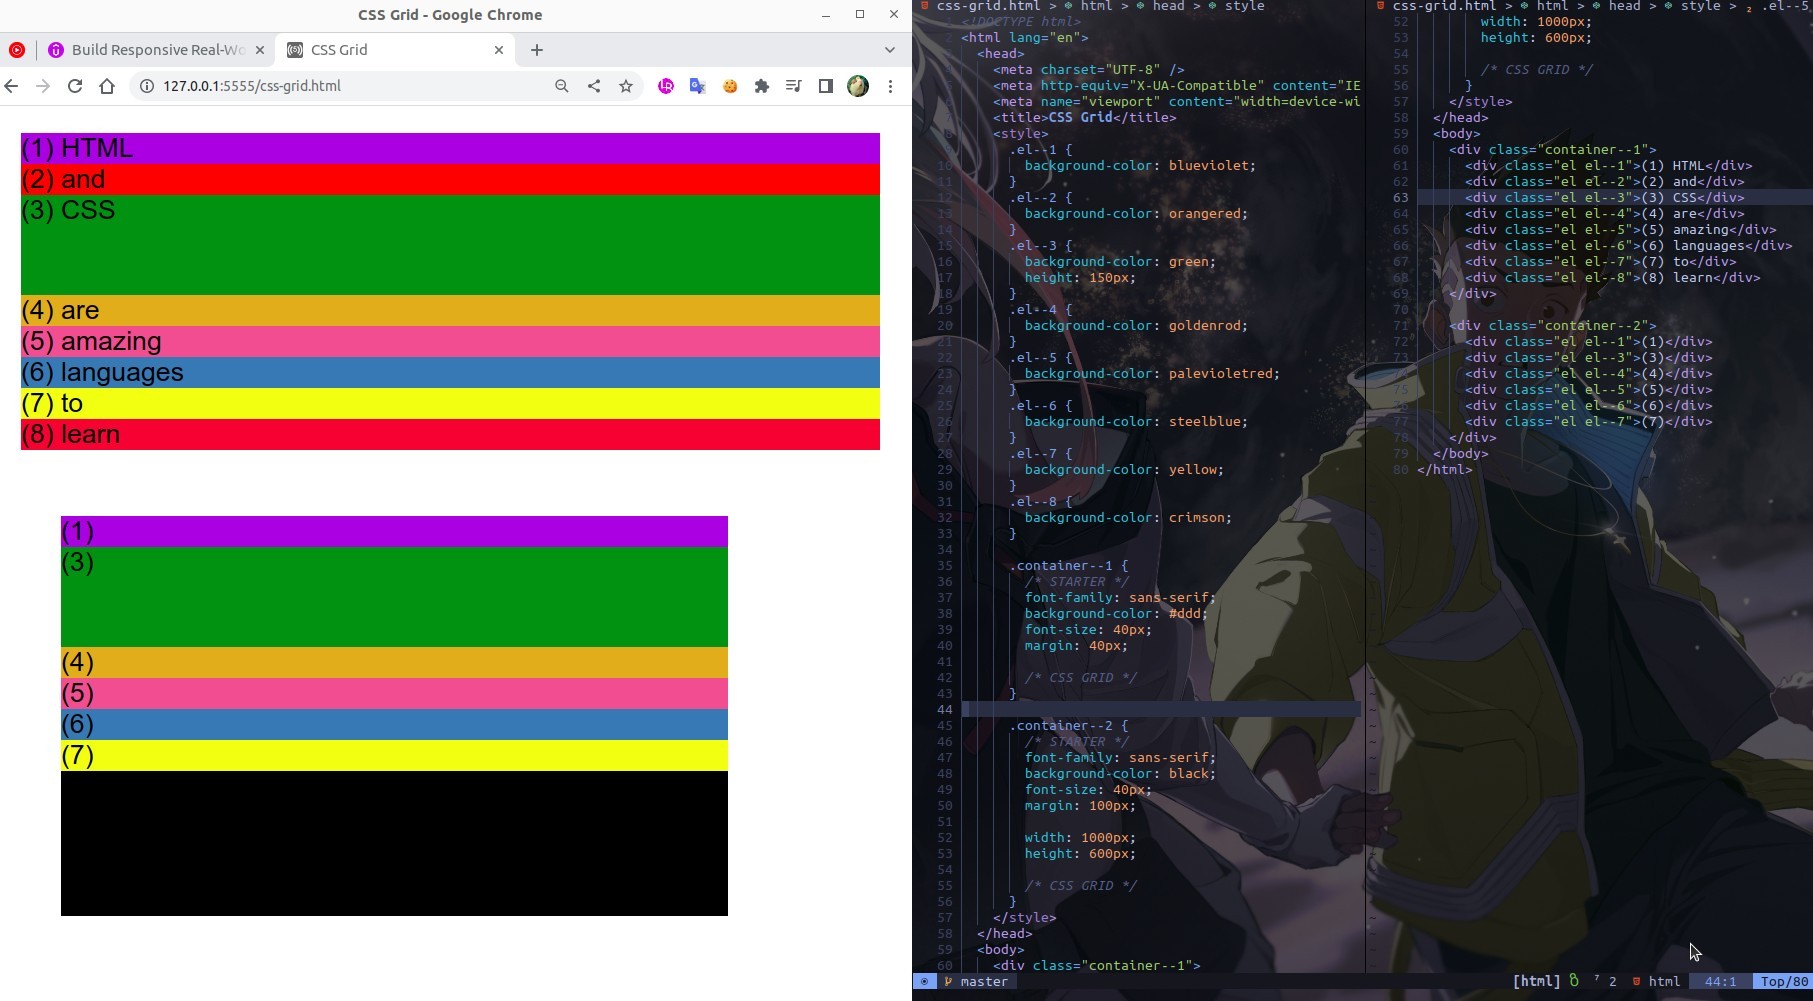 CSS Grid - Google Chrome
Build Responsive Real-Wo
CSS Grid
127.0.0.1:5555/css-grid.html
(1) HTML
(2) and
(3) CSS
(4) are
(5) amazing
(6) languages
(7) to
(8) learn
(1)
(3)
(4)
(5)
(6)
(7)
css-grid.html > html > head > style
<!DOCTYPE html>
2 <html lang="en">
<head>
<meta charset="UTF-8" />
<meta http-equiv="X-UA-Compatible" content="IE
<meta name="viewport" content="width=device-wi
<title>CSS Grid</title>
<style>
.el--1 {
10 background-color: blueviolet;
11 }
12 .el--2 {
13 background-color: orangered;
14 }
15 .el--3 {
16 background-color: green;
17 height: 150px;
18 }
19 .el--4 {
20 background-color: goldenrod;
21 }
22 .el--5 {
23 background-color: palevioletred;
24 }
25 .el--6 {
26 background-color: steelblue;
27 }
28 .el--7 {
29 background-color: yellow;
30 }
31 .el--8 {
32 background-color: crimson;
33 }
34
35 .container--1 {
36 /* STARTER */
37 font-family: sans-serif;
38 background-color: #ddd;
39 font-size: 40px;
40 margin: 40px;
41
42 /* CSS GRID */
43 }
44
45 .container--2 {
46 /* STARTER */
47 font-family: sans-serif;
48 background-color: black;
49 font-size: 40px;
50 margin: 100px;
51
52 width: 1000px;
53 height: 600px;
54
55 /* CSS GRID */
56 }
57 </style>
58 </head>
59 <body>
60 <div class="container--1">
css-grid.html > html > head > style > .el--5
52 width: 1000px;
53 height: 600px;
54
55 /* CSS GRID */
56 }
57 </style>
58 </head>
59 <body>
60 <div class="container--1">
61 <div class="el el--1">(1) HTML</div>
62 <div class="el el--2">(2) and</div>
63 <div class="el el--3">(3) CSS</div>
64 <div class="el el--4">(4) are</div>
65 <div class="el el--5">(5) amazing</div>
66 <div class="el el--6">(6) languages</div>
67 <div class="el el--7">(7) to</div>
68 <div class="el el--8">(8) learn</div>
69 </div>
70
71 <div class="container--2">
72 <div class="el el--1">(1)</div>
73 <div class="el el--3">(3)</div>
<div class="el el--4">(4)</div>
75 <div class="el el--5">(5)</div>
76 <div class="el el--6">(6)</div>
77 <div class="el el--7">(7)</div>
78 </div>
79 </body>
80 </html>
master
[html] 2 html 44:1 Top/80